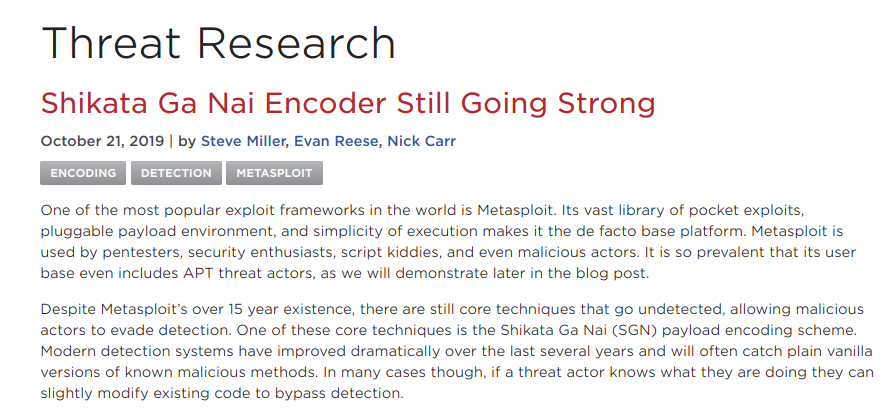 Threat Research
Shikata Ga Nai Encoder Still Going Strong
October 21, 2019 | by Steve Miller, Evan Reese, Nick Carr
ENCODING DETECTION METASPLOIT
One of the most popular exploit frameworks in the world is Metasploit. Its vast library of pocket exploits,
pluggable payload environment, and simplicity of execution makes it the de facto base platform. Metasploit is
used by pentesters, security enthusiasts, script kiddies, and even malicious actors. It is so prevalent that its user
base even includes APT threat actors, as we will demonstrate later in the blog post.
Despite Metasploit’s over 15 year existence, there are still core techniques that go undetected, allowing malicious
actors to evade detection. One of these core techniques is the Shikata Ga Nai (SGN) payload encoding scheme.
Modern detection systems have improved dramatically over the last several years and will often catch plain vanilla
versions of known malicious methods. In many cases though, if a threat actor knows what they are doing they can
slightly modify existing code to bypass detection.